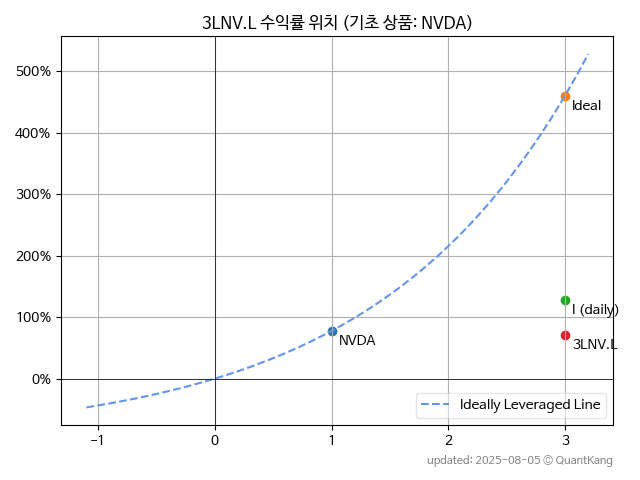 3LNV.L 수익률 위치 (기초 상품: NVDA)
500%
400%
300%
200%
100%
0%
Ideal
I (daily)
3LNV.L
NVDA
Ideally Leveraged Line
−1
0
1
2
3
updated: 2025-08-05 © QuantKang